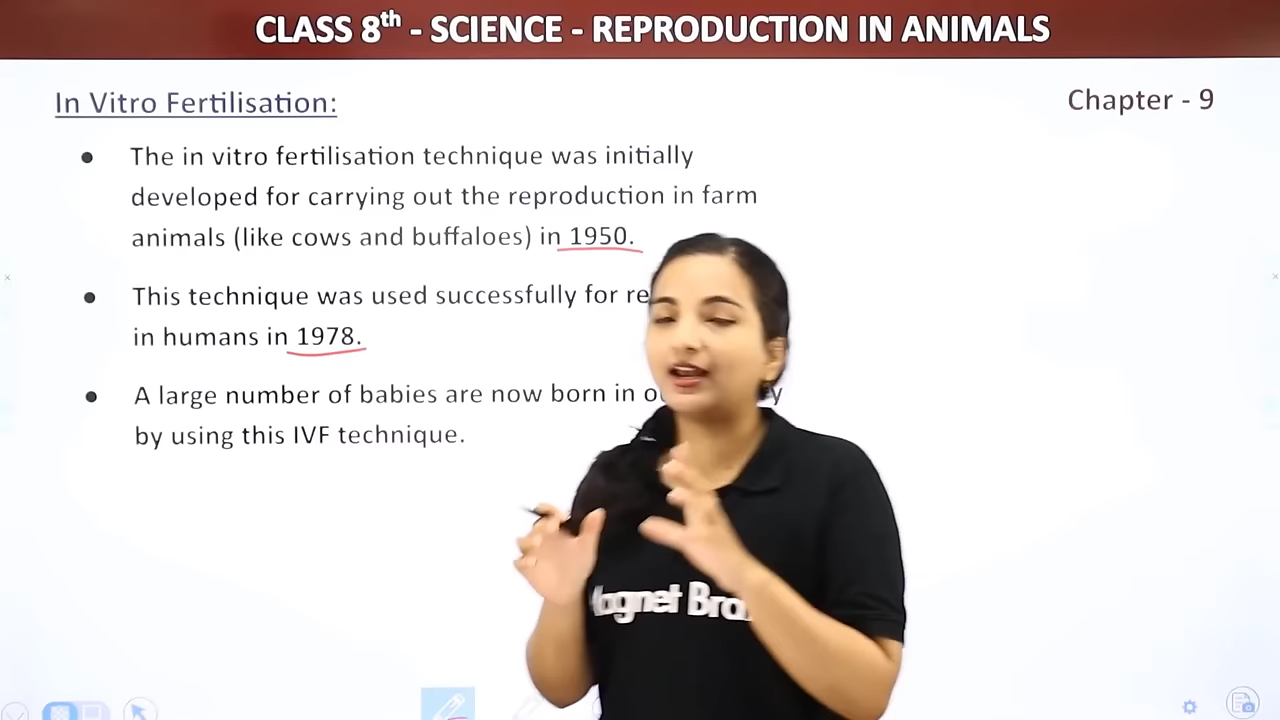 CLASS 8th - SCIENCE - REPRODUCTION IN ANIMALS
In Vitro Fertilisation:
Chapter - 9
The in vitro fertilisation technique was initially
developed for carrying out the reproduction in farm
animals (like cows and buffaloes) in 1950.
This technique was used successfully for
in humans in 1978.
A large number of babies are now born in
by using this IVF technique.
Magnet